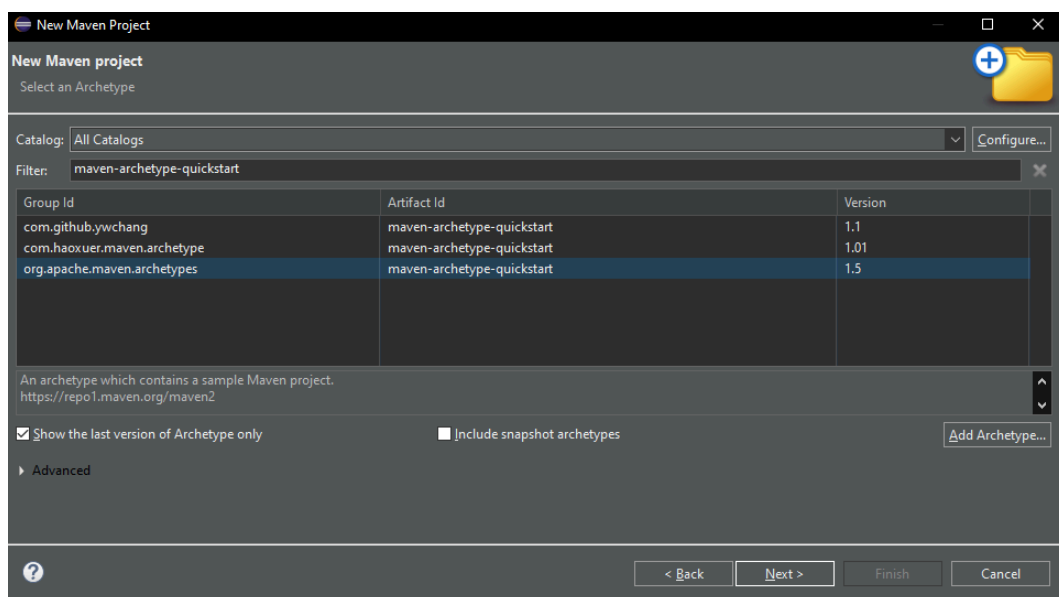 New Maven Project
New Maven project
Select an Archetype
Catalog: All Catalogs Configure...
Filter: maven-archetype-quickstart
Group Id Artifact Id Version
com.github.ywchang maven-archetype-quickstart 1.1
com.haoxuer.maven.archetype maven-archetype-quickstart 1.01
org.apache.maven.archetypes maven-archetype-quickstart 1.5
An archetype which contains a sample Maven project.
https://repo1.maven.org/maven2
Show the last version of Archetype only Include snapshot archetypes Add Archetype...
Advanced
? < Back Next > Finish Cancel